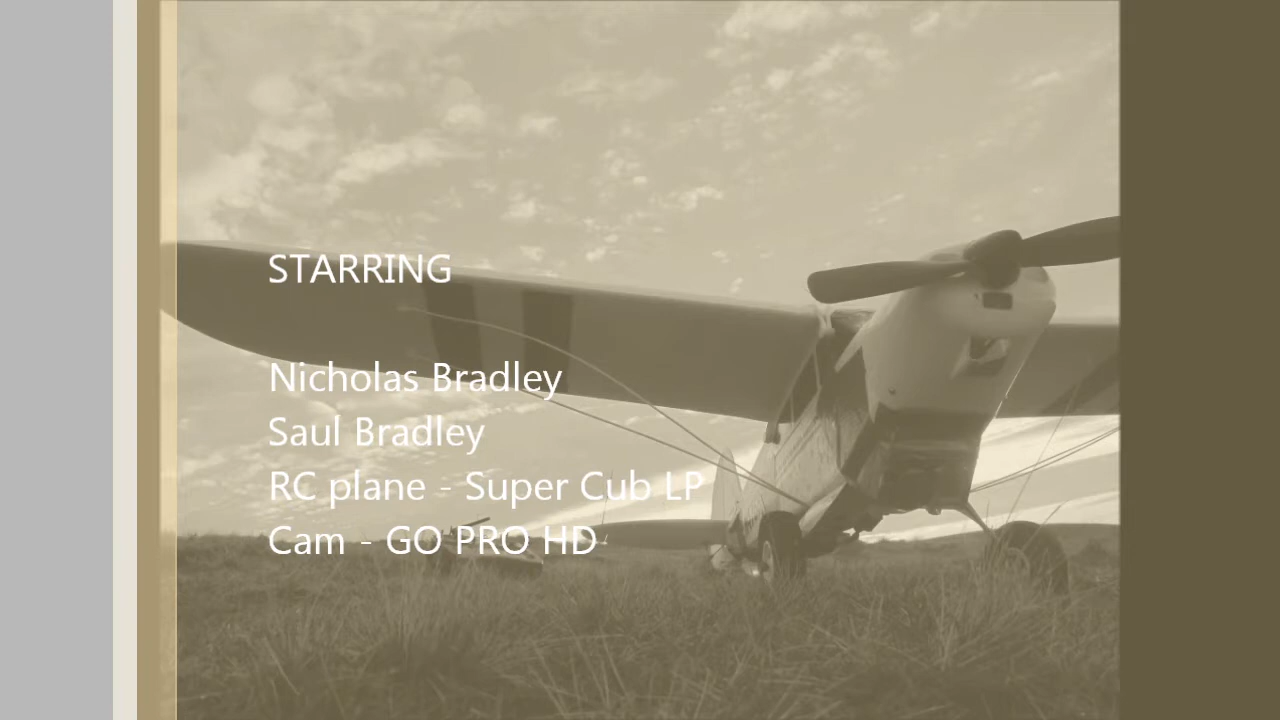 STARRING
Nicholas Bradley
Saul Bradley
RC plane - Super Cub LP
Cam - GO PRO HD